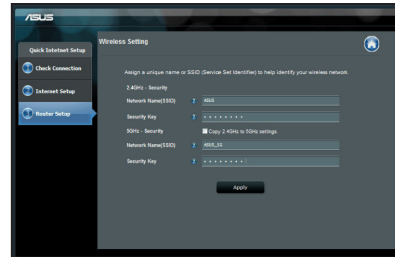 ASUS
Quick Intetnet Setup
Check Connection
Internet Setup
Router Setup
Wireless Setting
Assign a unique name or SSID (Service Set Identifier) to help identify your wireless network.
2.4GHz - Security
Network Name(SSID) ? ASUS
Security Key ?
5GHz - Security Copy 2.4GHz to 5GHz settings.
Network Name(SSID) ? ASUS_5G
Security Key ?
Apply